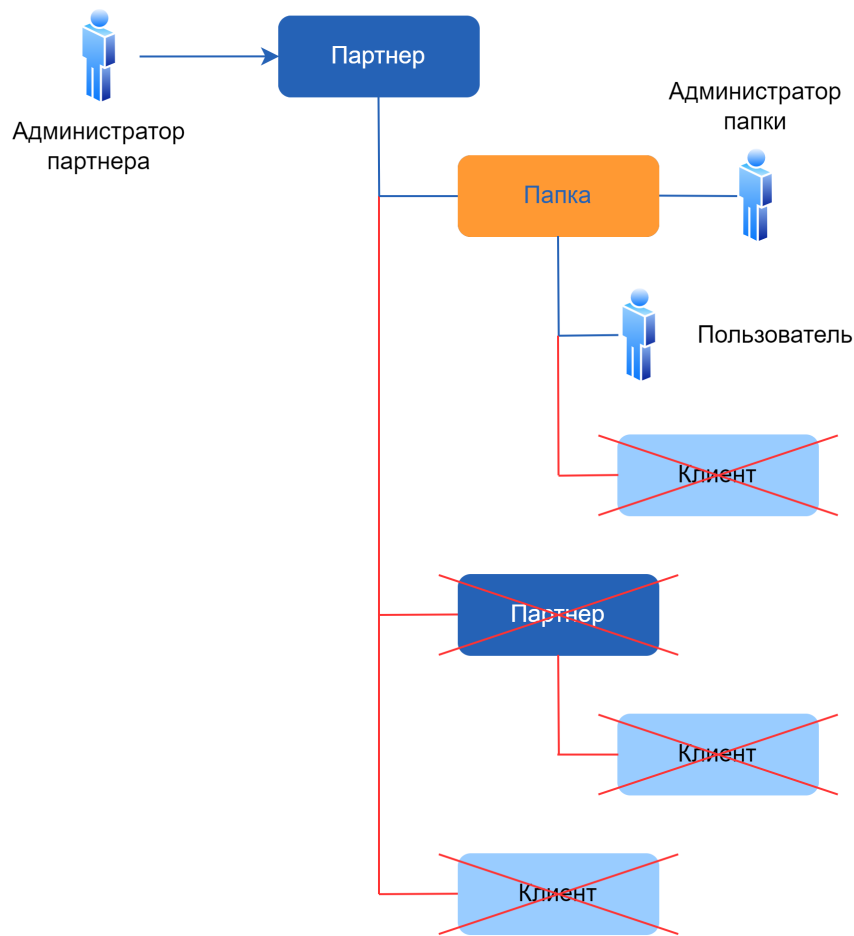 Партнер
Администратор
партнера
Администратор
папки
Папка
Пользователь
Клиент
Партнер
Клиент
Клиент